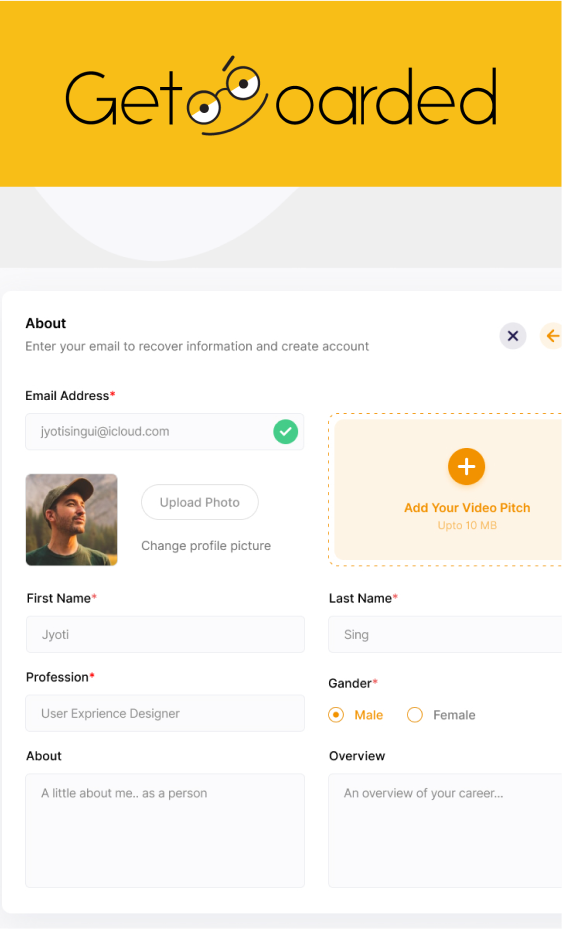 Get oarded
About
Enter your email to recover information and create account
Email Address*
jyotisingui@icloud.com
Upload Photo
Change profile picture
Add Your Video Pitch
Upto 10 MB
First Name*
Last Name*
Jyoti
Sing
Profession*
Gander*
User Exprience Designer
Male
Female
About
Overview
A little about me.. as a person
An overview of your career...